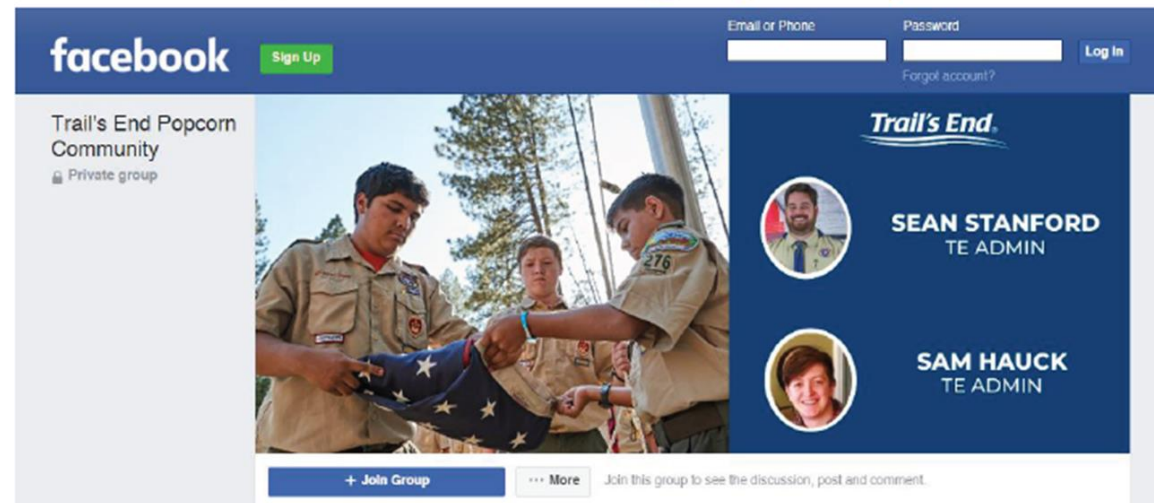 Email or Phone
Password
facebook
Sign Up
Log In
Forgot account?
Trail's End Popcorn
Community
Private group
Trail's End
SEAN STANFORD
TE ADMIN
276
SAM HAUCK
TE ADMIN
+ Join Group
··· More
Join this group to see the discussion, post and comment.